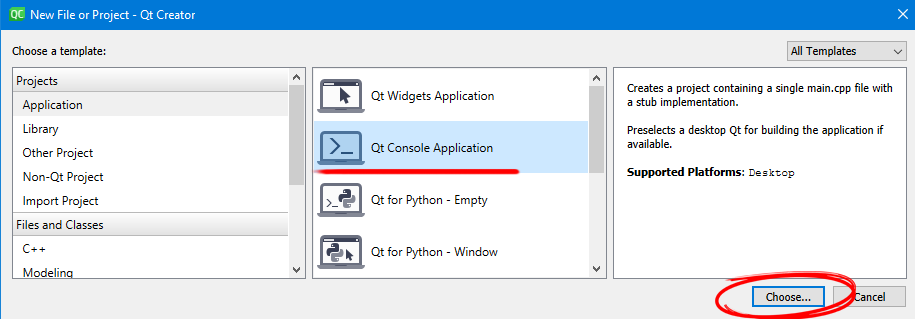 QC New File or Project - Qt Creator
Choose a template:
All Templates
Projects
Application
Library
Other Project
Non-Qt Project
Import Project
Files and Classes
C++
Modeling
Qt Widgets Application
Qt Console Application
Qt for Python - Empty
Qt for Python - Window
Creates a project containing a single main.cpp file with
a stub implementation.
Preselects a desktop Qt for building the application if
available.
Supported Platforms: Desktop
Choose...
Cancel